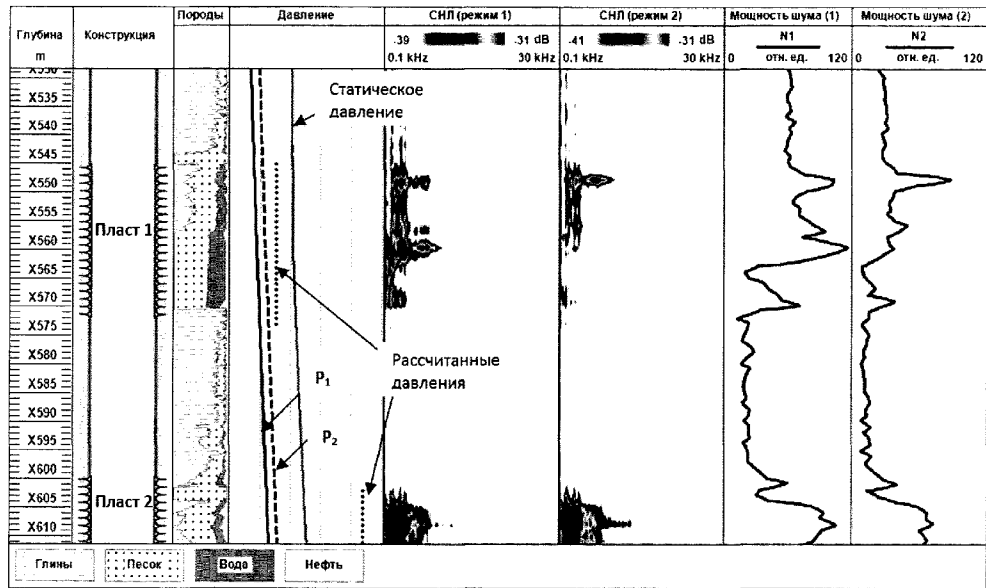 Породы
Давление
СНЛ (режим 1)
СНЛ (режим 2)
Мощность шума (1)
Мощность шума (2)
Глубина
m
Конструкция
-39
-31 dB
0.1 kHz
30 kHz
-41
-31 dB
0.1 kHz
30 kHz
N1
0
отн. ед.
120
N2
0
отн. ед.
120
X530
X535
X540
X545
X550
X555
X560
X565
X570
X575
X580
X585
X590
X595
X600
X605
X610
Статическое
давление
Пласт 1
Рассчитанные
давления
P1
P2
Пласт 2
Глины
Песок
Вода
Нефть